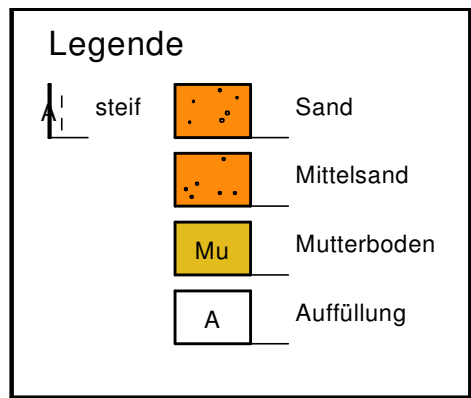 Legende
A steif Sand
Mittelsand
Mu Mutterboden
A Auffüllung